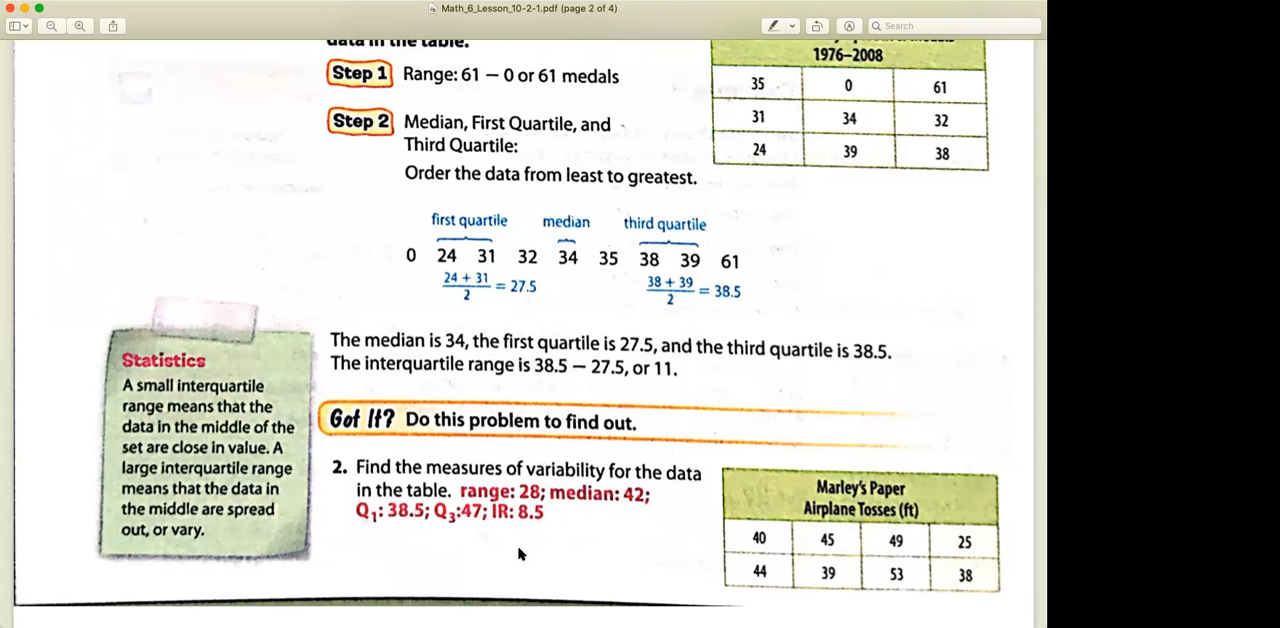 Math_6_Lesson_10-2-1.pdf (page 2 of 4)
Search
data in the table.
1976–2008
35 0 61
31 34 32
24 39 38
Step 1 Range: 61 – 0 or 61 medals
Step 2 Median, First Quartile, and
Third Quartile:
Order the data from least to greatest.
first quartile median third quartile
0 24 31 32 34 35 38 39 61
24 + 31 / 2 = 27.5 38 + 39 / 2 = 38.5
The median is 34, the first quartile is 27.5, and the third quartile is 38.5.
The interquartile range is 38.5 – 27.5, or 11.
Statistics
A small interquartile
range means that the
data in the middle of the
set are close in value. A
large interquartile range
means that the data in
the middle are spread
out, or vary.
Got It? Do this problem to find out.
2. Find the measures of variability for the data
in the table. range: 28; median: 42;
Q1: 38.5; Q3:47; IR: 8.5
Marley's Paper
Airplane Tosses (ft)
40 45 49 25
44 39 53 38